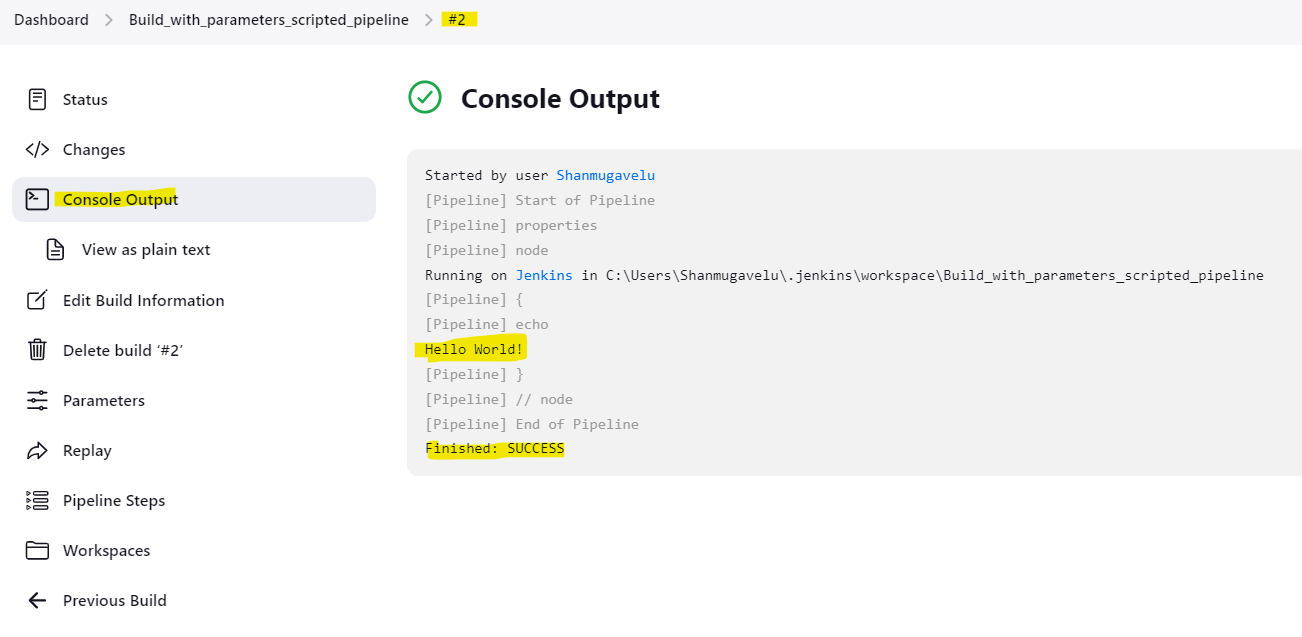 Dashboard > Build_with_parameters_scripted_pipeline > #2
Status
Changes
Console Output
View as plain text
Edit Build Information
Delete build ‘#2’
Parameters
Replay
Pipeline Steps
Workspaces
Previous Build
Console Output
Started by user Shanmugavelu
[Pipeline] Start of Pipeline
[Pipeline] properties
[Pipeline] node
Running on Jenkins in C:\Users\Shanmugavelu\.jenkins\workspace\Build_with_parameters_scripted_pipeline
[Pipeline] {
[Pipeline] echo
Hello World!
[Pipeline] }
[Pipeline] // node
[Pipeline] End of Pipeline
Finished: SUCCESS